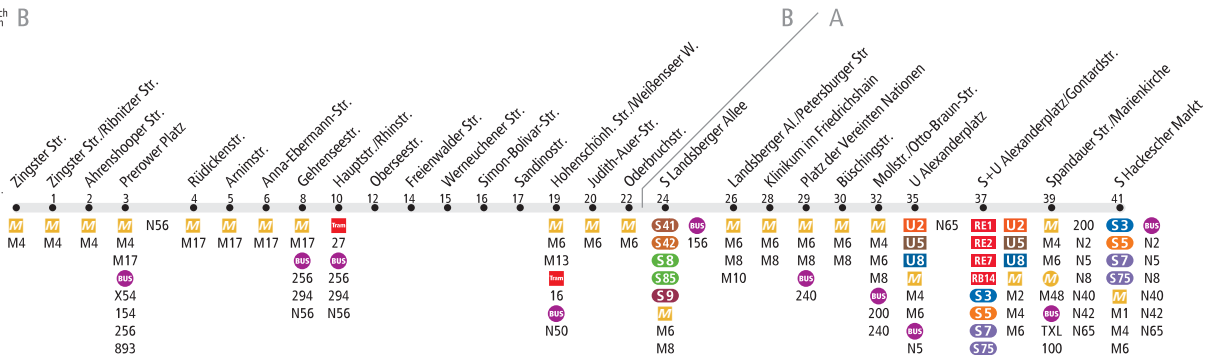 ch
n
B
B
A
Zingster Str.
Zingster Str./Ribnitzer Str.
Ahrenshooper Str.
Prerower Platz
Rüdickenstr.
Arnimstr.
Anna-Ebermann-Str.
Gehrenseestr.
Hauptstr./Rhinstr.
Oberseestr.
Freienwalder Str.
Werneuchener Str.
Simon-Bolivar-Str.
Sandinostr.
Hohenschönh. Str./Weißenseer W.
Judith-Auer-Str.
Oderbruchstr.
S Landsberger Allee
Landsberger Al./Petersburger Str
Klinikum im Friedrichshain
Platz der Vereinten Nationen
Büschingstr.
Mollstr./Otto-Braun-Str.
U Alexanderplatz
S+U Alexanderplatz/Gontardstr.
Spandauer Str./Marienkirche
S Hackescher Markt
1 2 3 4 5 6 8 10 12 14 15 16 17 19 20 22 24 26 28 29 30 32 35 37 39 41
M M M M N56 M M M M Tram M M M S41 BUS M M M M M U2 N65 RE1 U2 M 200 S3 BUS
M4 M4 M4 M4 M17 M17 M17 M17 27 M6 M6 M6 S42 156 M6 M6 M6 M6 M4 U5 RE2 U5 M4 N2 S5 N2
M17 BUS BUS M13 S8 M8 M8 M8 M8 M6 U8 RE7 U8 M6 N5 S7 N5
BUS 256 256 Tram S85 M10 BUS M8 M RB14 M M N8 S75 N8
X54 294 294 16 S9 240 BUS M4 S3 M2 M48 N40 M N40
154 N56 N56 BUS M 200 M6 S5 M4 BUS N42 M1 N42
256 N50 M6 240 BUS S7 M6 TXL N65 M4 N65
893 M8 N5 S75 100 M6